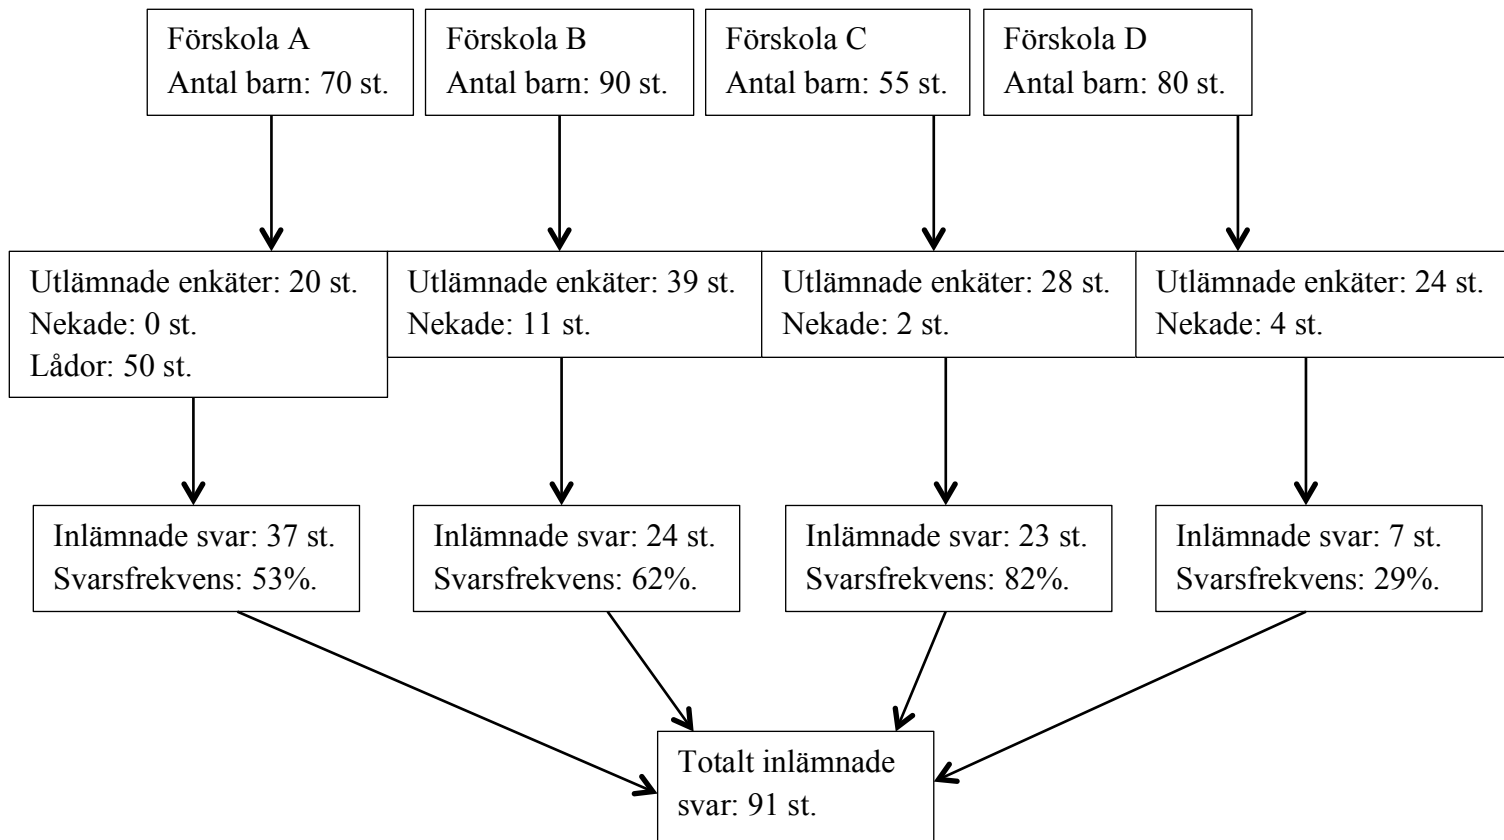 Förskola A
Antal barn: 70 st.
Förskola B
Antal barn: 90 st.
Förskola C
Antal barn: 55 st.
Förskola D
Antal barn: 80 st.
Utlämnade enkäter: 20 st.
Nekade: 0 st.
Lådor: 50 st.
Utlämnade enkäter: 39 st.
Nekade: 11 st.
Utlämnade enkäter: 28 st.
Nekade: 2 st.
Utlämnade enkäter: 24 st.
Nekade: 4 st.
Inlämnade svar: 37 st.
Svarsfrekvens: 53%.
Inlämnade svar: 24 st.
Svarsfrekvens: 62%.
Inlämnade svar: 23 st.
Svarsfrekvens: 82%.
Inlämnade svar: 7 st.
Svarsfrekvens: 29%.
Totalt inlämnade
svar: 91 st.